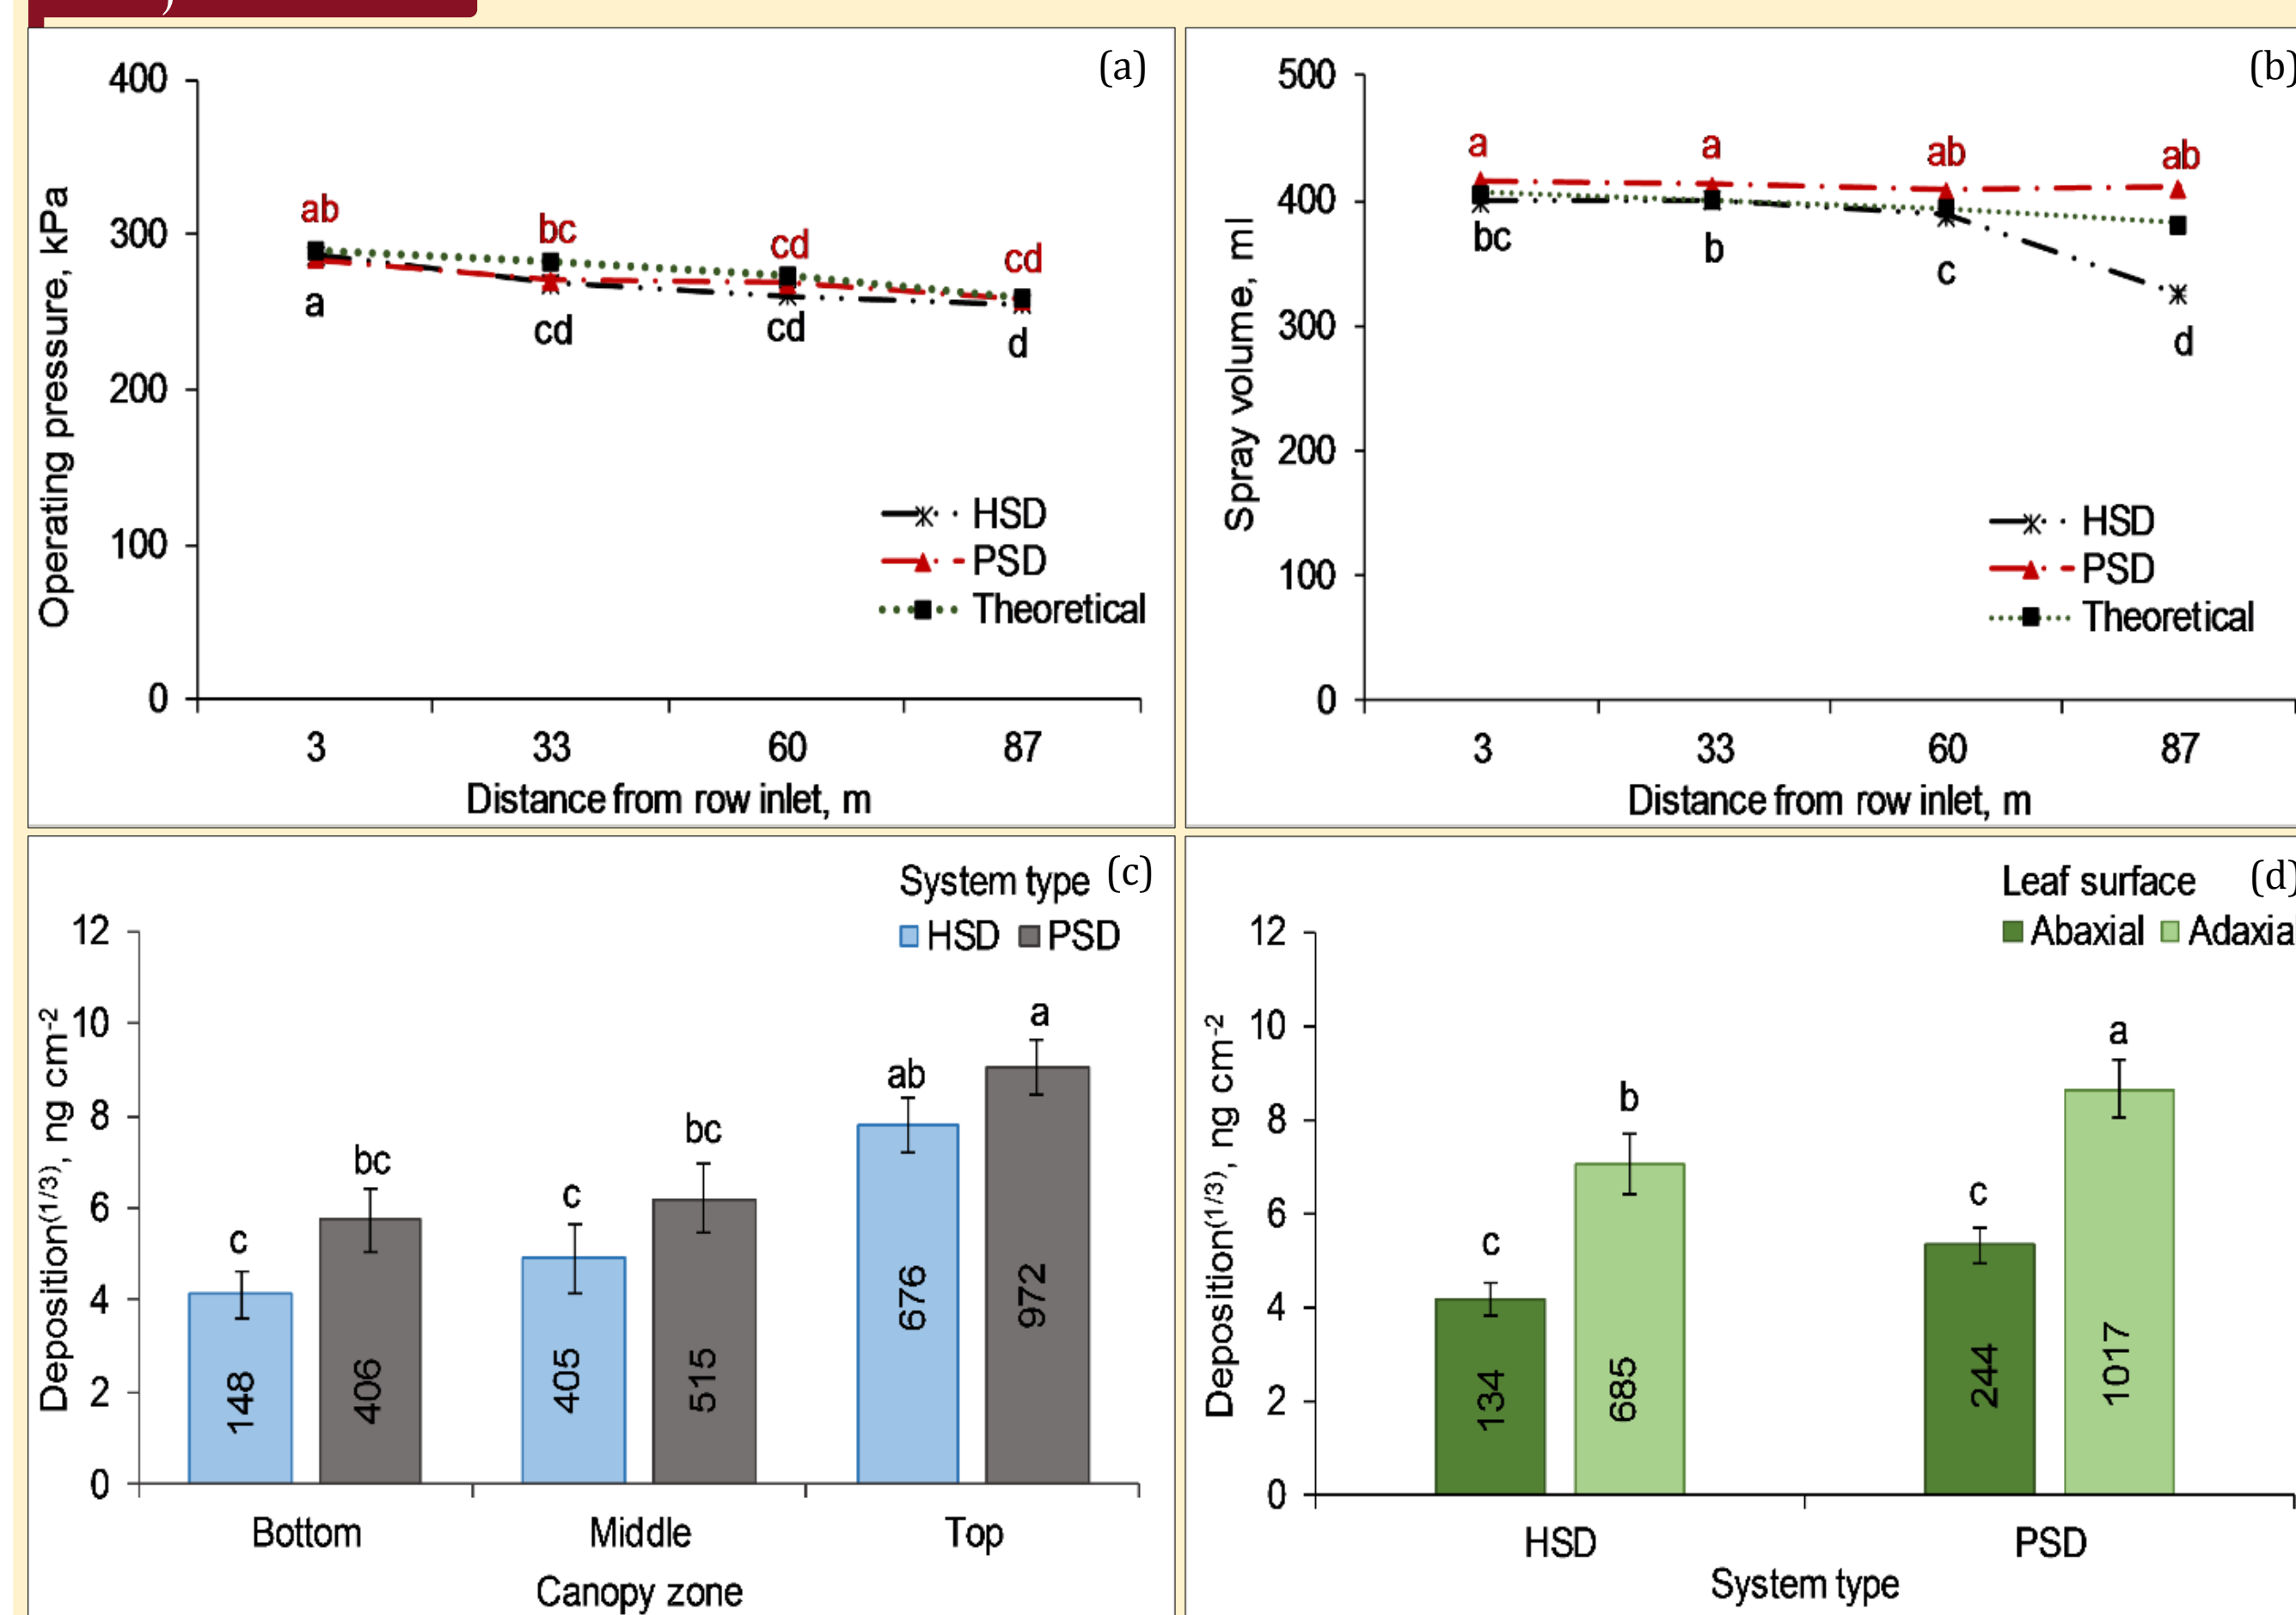 (a)
400
300
200
100
0
Operating pressure, kPa
ab
bc
cd
cd
a
cd
cd
d
HSD
PSD
Theoretical
3 33 60 87
Distance from row inlet, m
(b)
500
400
300
200
100
0
Spray volume, ml
a
a
ab
ab
bc
b
c
d
HSD
PSD
Theoretical
3 33 60 87
Distance from row inlet, m
(c)
System type
HSD PSD
12
10
8
6
4
2
0
Deposition(1/3), ng cm-2
c
bc
c
bc
ab
a
148
406
405
515
676
972
Bottom Middle Top
Canopy zone
(d)
Leaf surface
Abaxial Adaxia
12
10
8
6
4
2
0
Deposition(1/3), ng cm-2
c
b
c
a
134
685
244
1017
HSD PSD
System type